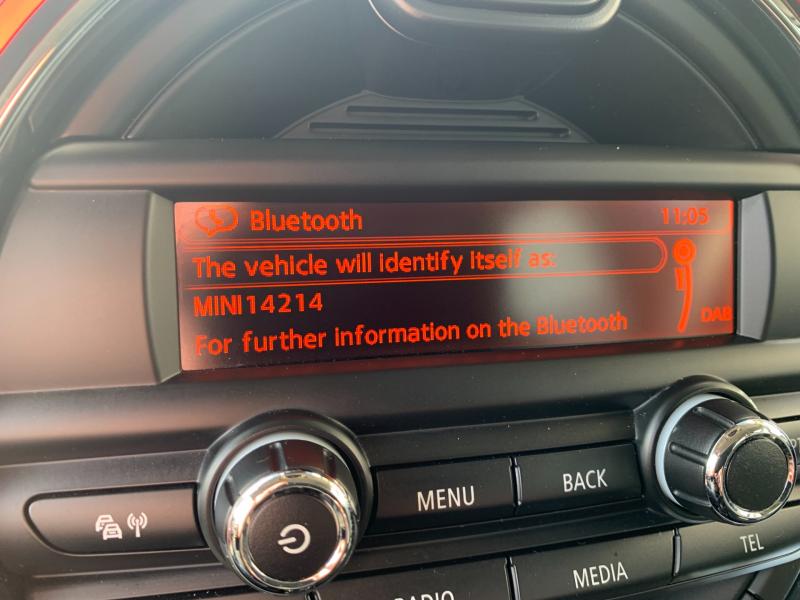 Bluetooth 11:05
The vehicle will identify itself as:
MINI14214
For further information on the Bluetooth
DAB
MENU BACK
RADIO MEDIA TEL